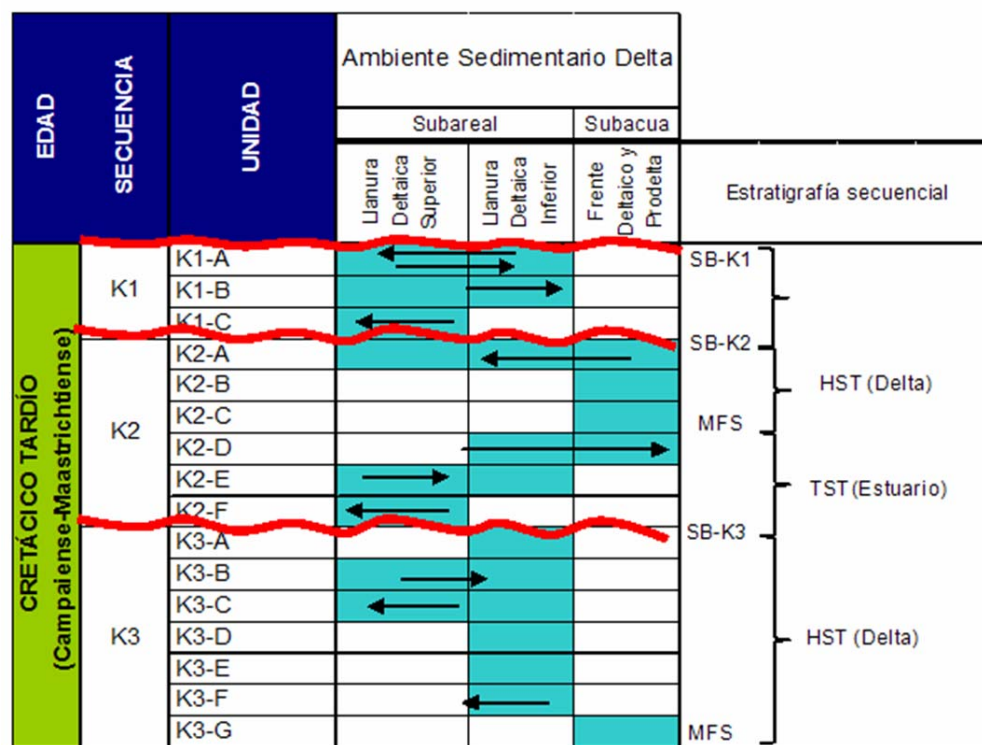 EDAD
SECUENCIA
UNIDAD
Ambiente Sedimentario Delta
Subareal
Subacua
Llanura
Deltaica
Superior
Llanura
Deltaica
Inferior
Frente
Deltaico y
Prodelta
Estratigrafía secuencial
CRETÁCICO TARDÍO
(Campaiense-Maastrichtiense)
K1
K1-A
K1-B
K1-C
SB-K1
SB-K2
K2
K2-A
K2-B
K2-C
K2-D
K2-E
K2-F
HST (Delta)
MFS
TST (Estuario)
SB-K3
K3
K3-A
K3-B
K3-C
K3-D
K3-E
K3-F
K3-G
HST (Delta)
MFS